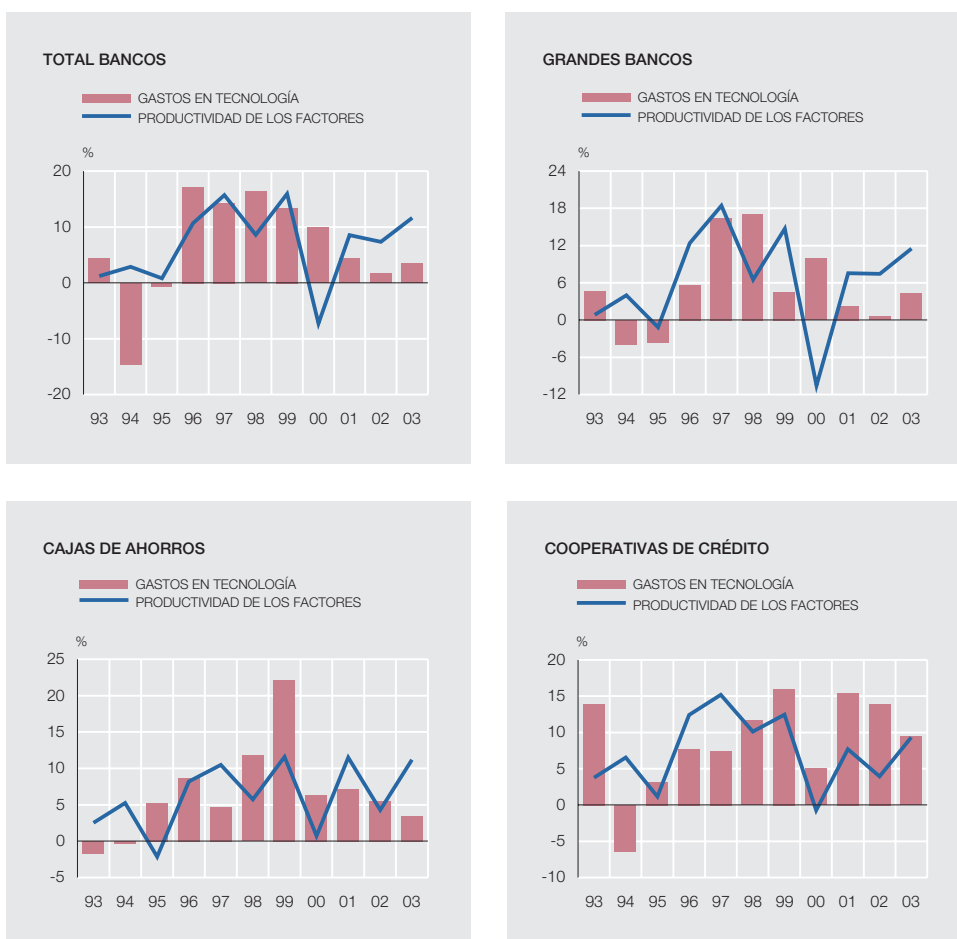 TOTAL BANCOS
GASTOS EN TECNOLOGÍA
PRODUCTIVIDAD DE LOS FACTORES
%
20
10
0
-10
-20
93 94 95 96 97 98 99 00 01 02 03
GRANDES BANCOS
GASTOS EN TECNOLOGÍA
PRODUCTIVIDAD DE LOS FACTORES
%
24
18
12
6
0
-6
-12
93 94 95 96 97 98 99 00 01 02 03
CAJAS DE AHORROS
GASTOS EN TECNOLOGÍA
PRODUCTIVIDAD DE LOS FACTORES
%
25
20
15
10
5
0
-5
93 94 95 96 97 98 99 00 01 02 03
COOPERATIVAS DE CRÉDITO
GASTOS EN TECNOLOGÍA
PRODUCTIVIDAD DE LOS FACTORES
%
20
15
10
5
0
-5
-10
93 94 95 96 97 98 99 00 01 02 03